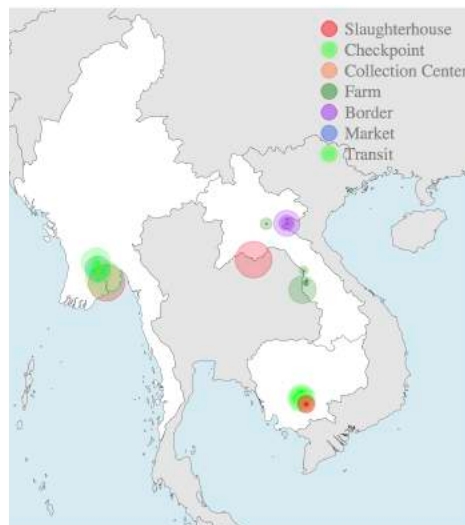 Slaughterhouse
Checkpoint
Collection Center
Farm
Border
Market
Transit